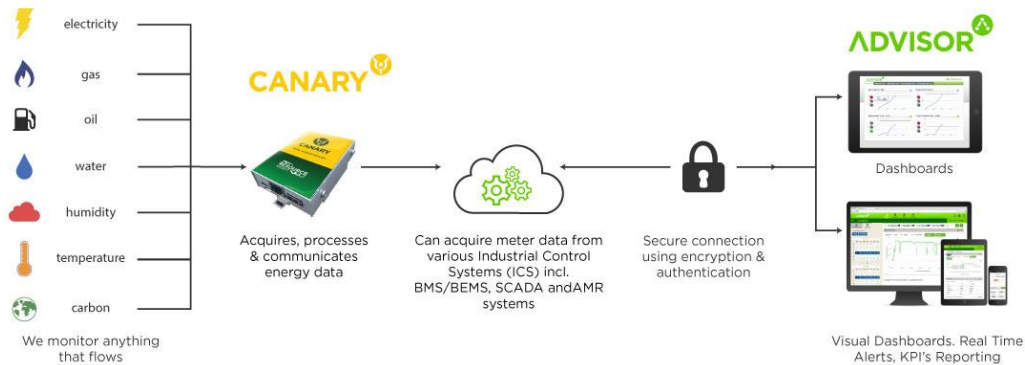 electricity
gas
oil
water
humidity
temperature
carbon
We monitor anything
that flows
CANARY
CANARY
Acquires, processes
& communicates
energy data
Can acquire meter data from
various Industrial Control
Systems (ICS) incl.
BMS/BEMS, SCADA andAMR
systems
Secure connection
using encryption &
authentication
ADVISOR
Dashboards
Visual Dashboards. Real Time
Alerts, KPI's Reporting